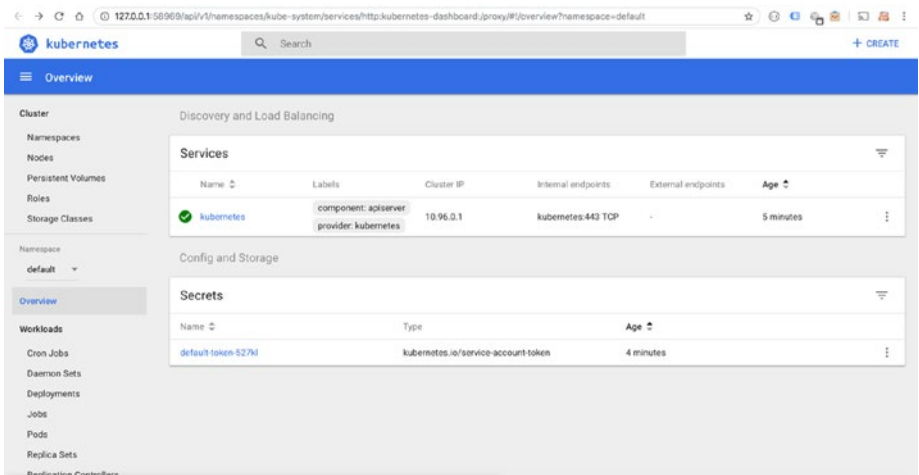 127.0.0.1:58969/api/v1/namespaces/kube-system/services/http:kubernetes-dashboard:/proxy/#!/overview?namespace=default
kubernetes
Search
+ CREATE
Overview
Cluster
Namespaces
Nodes
Persistent Volumes
Roles
Storage Classes
Namespace
default
Overview
Workloads
Cron Jobs
Daemon Sets
Deployments
Jobs
Pods
Replica Sets
Replication Controllers
Discovery and Load Balancing
Services
Name Labels Cluster IP Internal endpoints External endpoints Age
kubernetes component: apiserver provider: kubernetes 10.96.0.1 kubernetes:443 TCP - 5 minutes
Config and Storage
Secrets
Name Type Age
default-token-527kl kubernetes.io/service-account-token 4 minutes